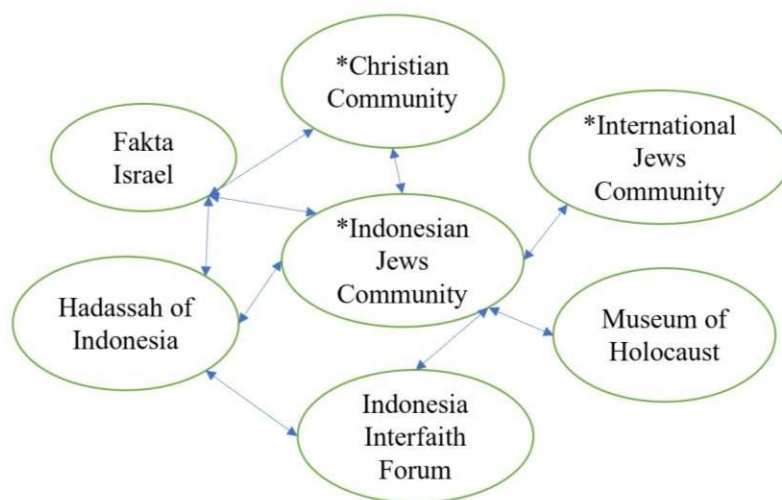 *Christian
Community
Fakta
Israel
*International
Jews
Community
*Indonesian
Jews
Community
Hadassah of
Indonesia
Museum of
Holocaust
Indonesia
Interfaith
Forum